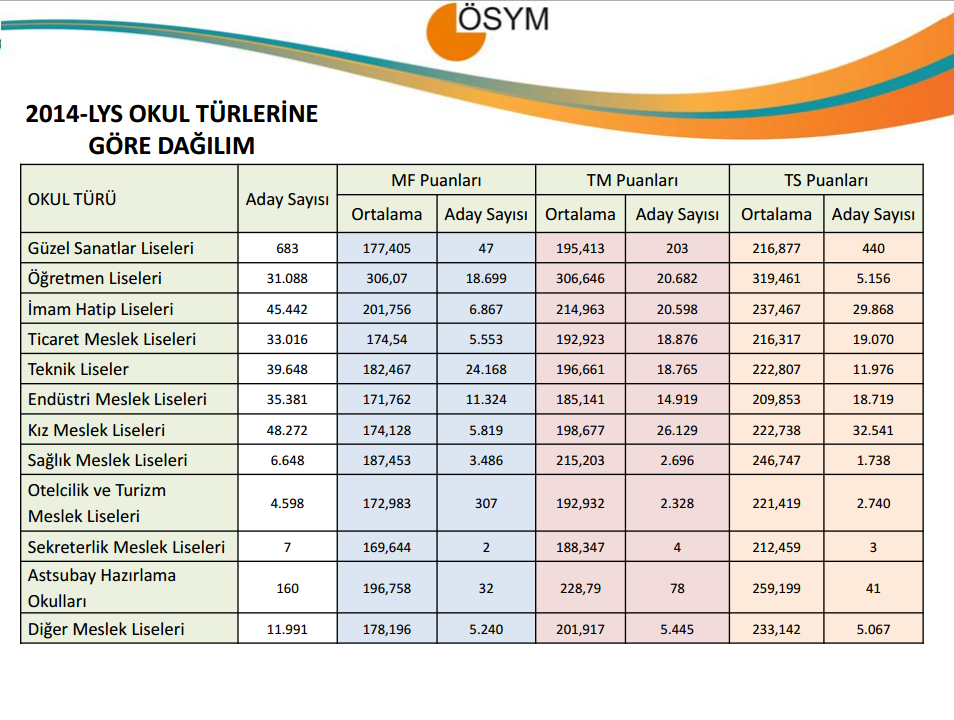 ÖSYM
2014-LYS OKUL TÜRLERİNE
GÖRE DAĞILIM
OKUL TÜRÜ Aday Sayısı MF Puanları TM Puanları TS Puanları
Ortalama Aday Sayısı Ortalama Aday Sayısı Ortalama Aday Sayısı
Güzel Sanatlar Liseleri 683 177,405 47 195,413 203 216,877 440
Öğretmen Liseleri 31.088 306,07 18.699 306,646 20.682 319,461 5.156
İmam Hatip Liseleri 45.442 201,756 6.867 214,963 20.598 237,467 29.868
Ticaret Meslek Liseleri 33.016 174,54 5.553 192,923 18.876 216,317 19.070
Teknik Liseler 39.648 182,467 24.168 196,661 18.765 222,807 11.976
Endüstri Meslek Liseleri 35.381 171,762 11.324 185,141 14.919 209,853 18.719
Kız Meslek Liseleri 48.272 174,128 5.819 198,677 26.129 222,738 32.541
Sağlık Meslek Liseleri 6.648 187,453 3.486 215,203 2.696 246,747 1.738
Otelcilik ve Turizm
Meslek Liseleri 4.598 172,983 307 192,932 2.328 221,419 2.740
Sekreterlik Meslek Liseleri 7 169,644 2 188,347 4 212,459 3
Astsubay Hazırlama
Okulları 160 196,758 32 228,79 78 259,199 41
Diğer Meslek Liseleri 11.991 178,196 5.240 201,917 5.445 233,142 5.067